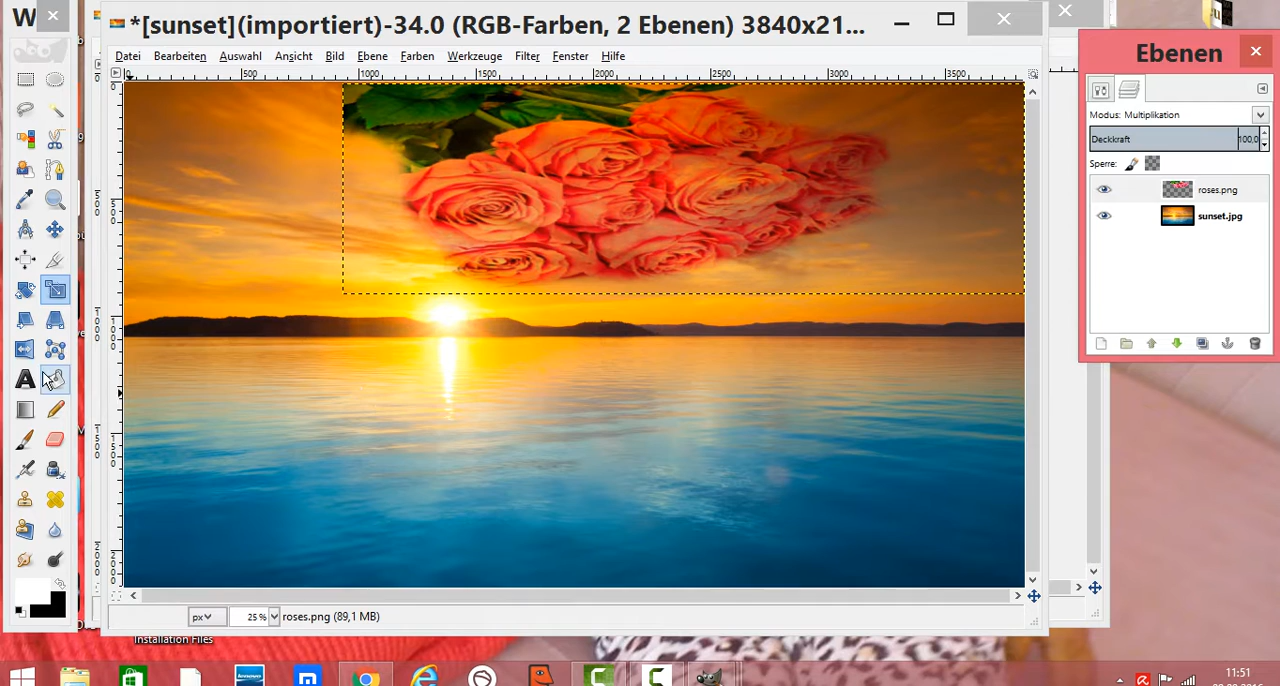 W
*[sunset](importiert)-34.0 (RGB-Farben, 2 Ebenen) 3840x21...
Datei Bearbeiten Auswahl Ansicht Bild Ebene Farben Werkzeuge Filter Fenster Hilfe
0 500 1000 1500 2000 2500 3000 3500
px 25 % roses.png (89,1 MB)
Ebenen
Modus: Multiplikation
Deckkraft 100,0
Sperre:
roses.png
sunset.jpg
Installation Files
11:51